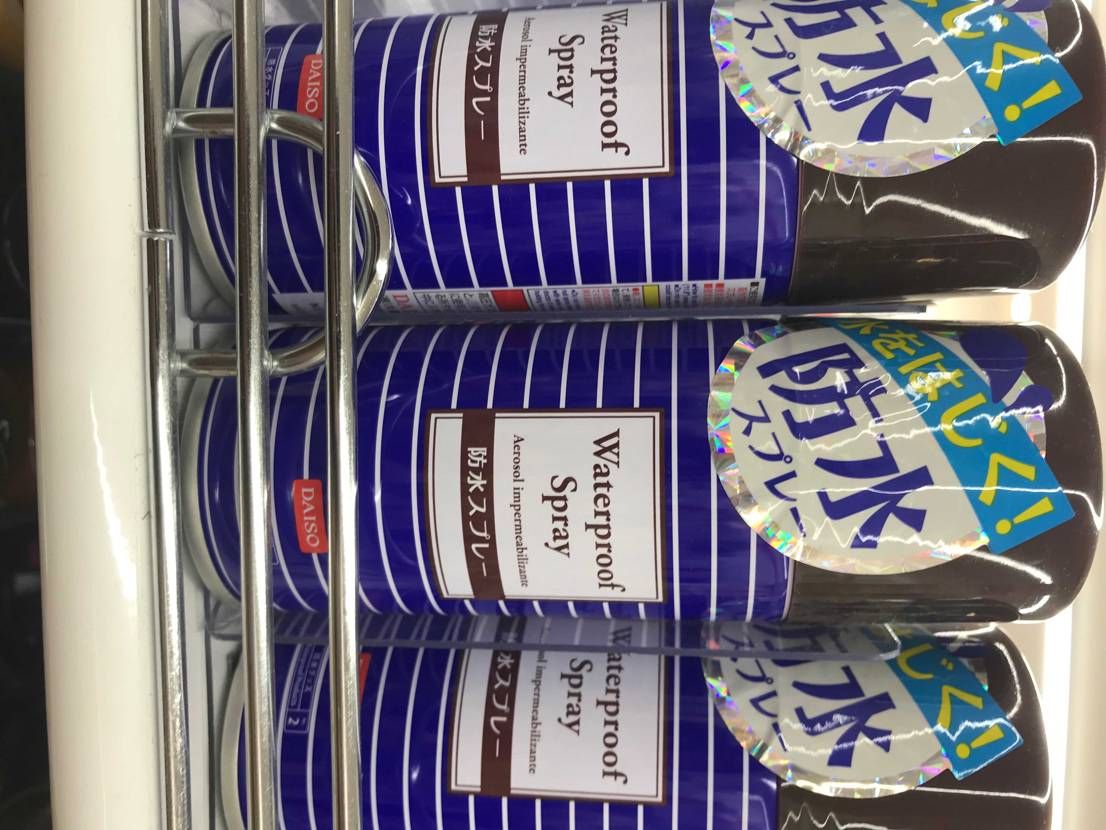 じく!
防水
スプレー
Waterproof
Spray
Aerosol impermeabilizante
防水スプレー
DAISO
水をはじく!
防水
スプレー
Waterproof
Spray
Aerosol impermeabilizante
防水スプレー
DAISO
じく!
防水
スプレー
Waterproof
Spray
impermeabilizante
防水スプレー
2